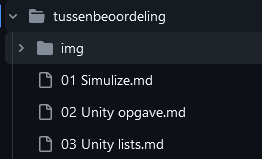 tussenbeoordeling
img
01 Simulize.md
02 Unity opgave.md
03 Unity lists.md